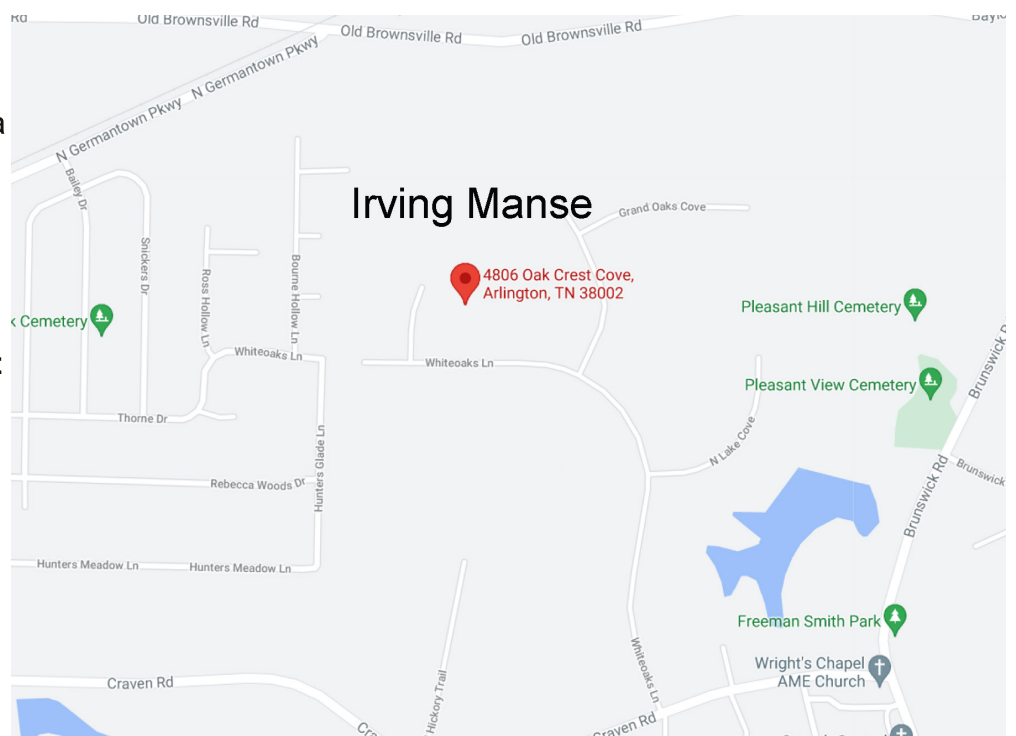 Rd
Old Brownsville Rd
Old Brownsville Rd
Old Brownsville Rd
N Germantown Pkwy
N Germantown Pkwy
a
Bailey Dr
Irving Manse
Grand Oaks Cove
Snickers Dr
Ross Hollow Ln
Bourne Hollow Ln
4806 Oak Crest Cove,
Arlington, TN 38002
Pleasant Hill Cemetery
Cemetery
Brunswick
Whiteoaks Ln
Whiteoaks Ln
Pleasant View Cemetery
Thorne Dr
Hunters Glade Ln
N Lake Cove
Rebecca Woods Dr
Brunswick Rd
Brunswick
Hunters Meadow Ln
Hunters Meadow Ln
Freeman Smith Park
Whiteoaks Ln
Wright's Chapel
AME Church
Craven Rd
Hickory Trail
Craven Rd